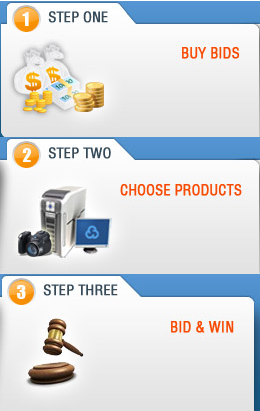 1 STEP ONE
BUY BIDS
2 STEP TWO
CHOOSE PRODUCTS
3 STEP THREE
BID & WIN